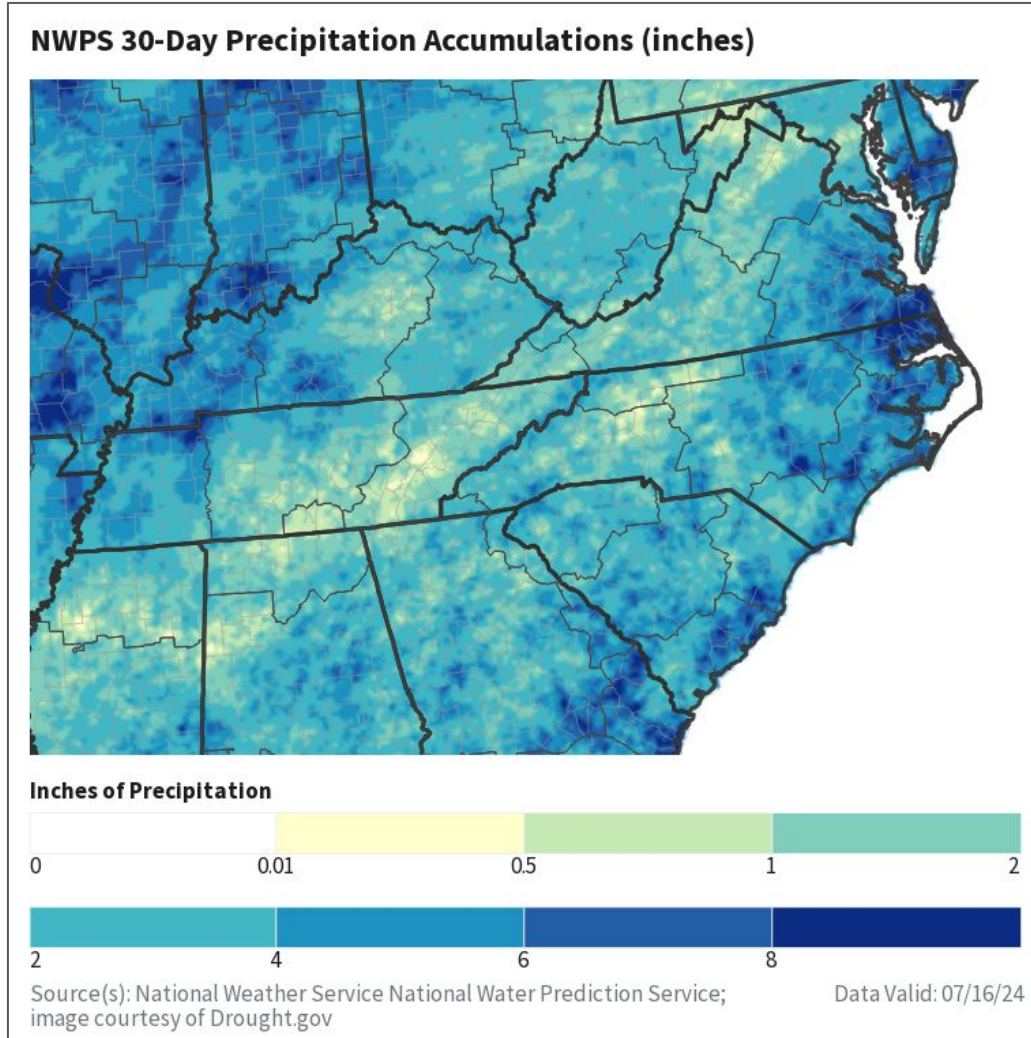 NWPS 30-Day Precipitation Accumulations (inches)
Inches of Precipitation
0 0.01 0.5 1 2
2 4 6 8
Source(s): National Weather Service National Water Prediction Service; Data Valid: 07/16/24
image courtesy of Drought.gov